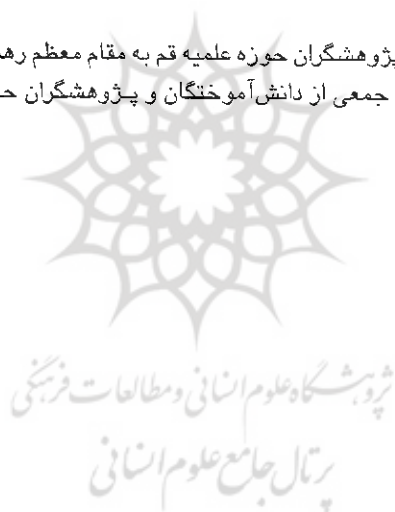 پژوهشگران حوزه علمیه قم به مقام معظم
جمعی از دانش‌آموختگان و پـژوهشگران
پژوهشگاه علوم انسانی و مطالعات فرهنگی
پرتال جامع علوم انسانی